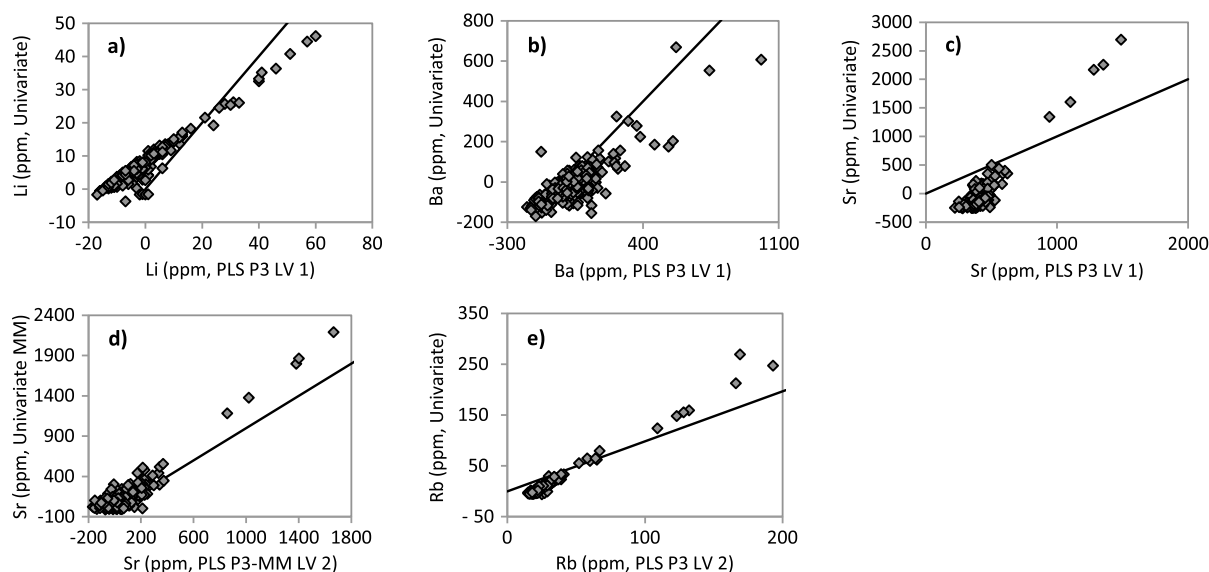 a)
Li (ppm, Univariate)
50
40
30
20
10
0
-10
-20 0 20 40 60 80
Li (ppm, PLS P3 LV 1)
b)
Ba (ppm, Univariate)
800
600
400
200
0
-200
-300 400 1100
Ba (ppm, PLS P3 LV 1)
c)
Sr (ppm, Univariate)
3000
2500
2000
1500
1000
500
0
-500
0 1000 2000
Sr (ppm, PLS P3 LV 1)
d)
Sr (ppm, Univariate MM)
2400
1900
1400
900
400
-100
-200 200 600 1000 1400 1800
Sr (ppm, PLS P3-MM LV 2)
e)
Rb (ppm, Univariate)
350
250
150
50
- 50
0 100 200
Rb (ppm, PLS P3 LV 2)